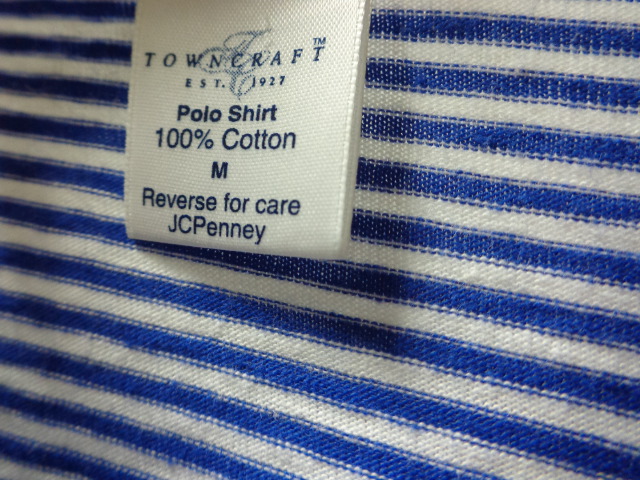 TOWNCRAFT™
EST. 1927
Polo Shirt
100% Cotton
M
Reverse for care
JCPenney